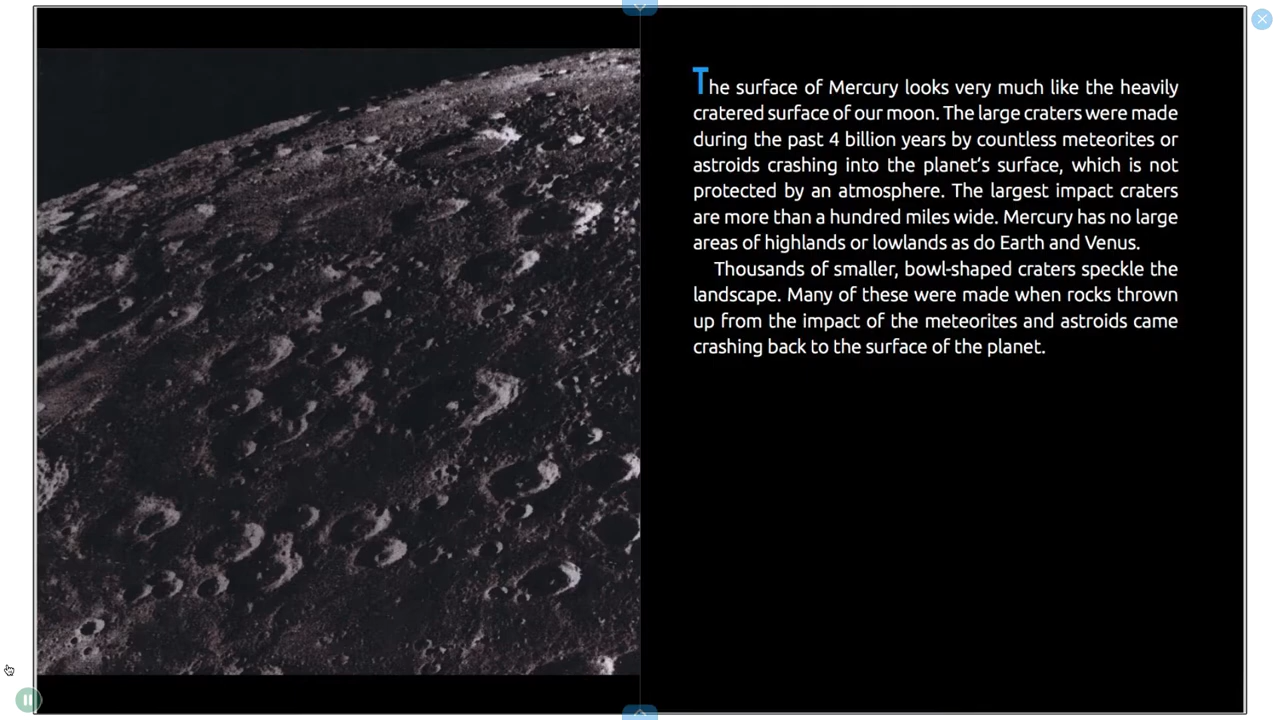 The surface of Mercury looks very much like the heavily
cratered surface of our moon. The large craters were made
during the past 4 billion years by countless meteorites or
astroids crashing into the planet's surface, which is not
protected by an atmosphere. The largest impact craters
are more than a hundred miles wide. Mercury has no large
areas of highlands or lowlands as do Earth and Venus.
Thousands of smaller, bowl-shaped craters speckle the
landscape. Many of these were made when rocks thrown
up from the impact of the meteorites and astroids came
crashing back to the surface of the planet.